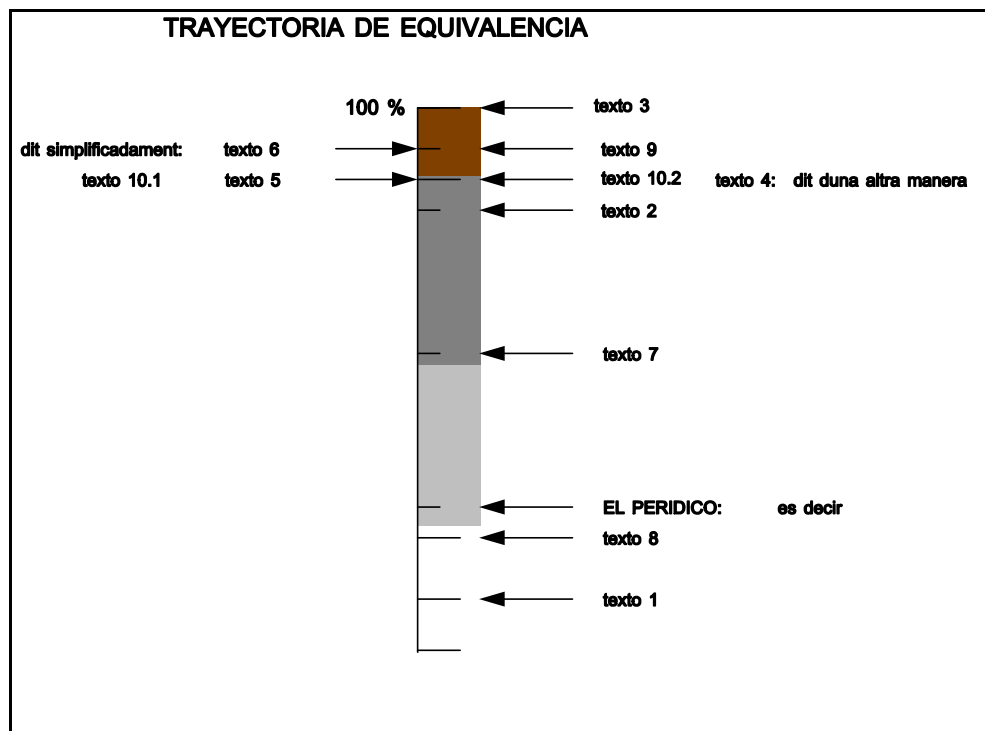 TRAYECTORIA DE EQUIVALENCIA
100 % texto 3
dit simplificadament: texto 6 texto 9
texto 10.1 texto 5 texto 10.2 texto 4: dit duna altra manera
texto 2
texto 7
EL PERIDICO: es decir
texto 8
texto 1